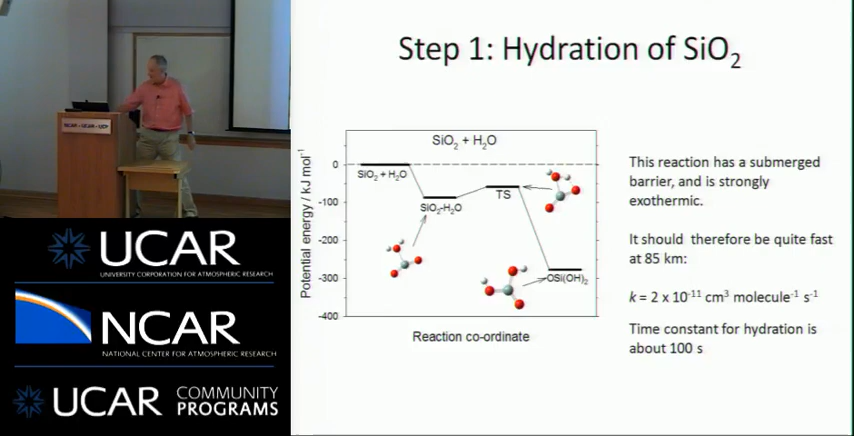 Step 1: Hydration of SiO₂
SiO₂ + H₂O
0
-100
-200
-300
-400
Potential energy / kJ mol⁻¹
SiO₂ + H₂O
SiO₂-H₂O
TS
OSi(OH)₂
Reaction co-ordinate
This reaction has a submerged
barrier, and is strongly
exothermic.
It should therefore be quite fast
at 85 km:
k = 2 x 10⁻¹¹ cm³ molecule⁻¹ s⁻¹
Time constant for hydration is
about 100 s
NCAR - UCAR - UCP
UCAR
UNIVERSITY CORPORATION FOR ATMOSPHERIC RESEARCH
NCAR
NATIONAL CENTER FOR ATMOSPHERIC RESEARCH
UCAR COMMUNITY
PROGRAMS